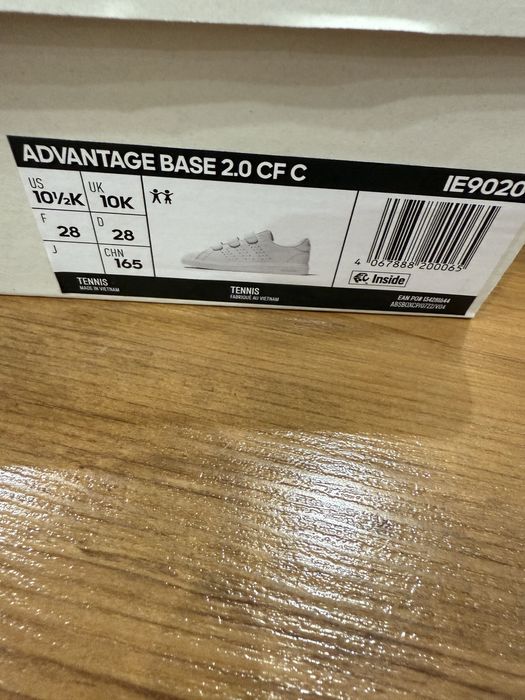 ADVANTAGE BASE 2.0 CF C
IE9020
US 10½K
UK 10K
F 28
D 28
J
CHN 165
4 067888 200065
Inside
TENNIS
MADE IN VIETNAM
TENNIS
FABRIQUÉ AU VIETNAM